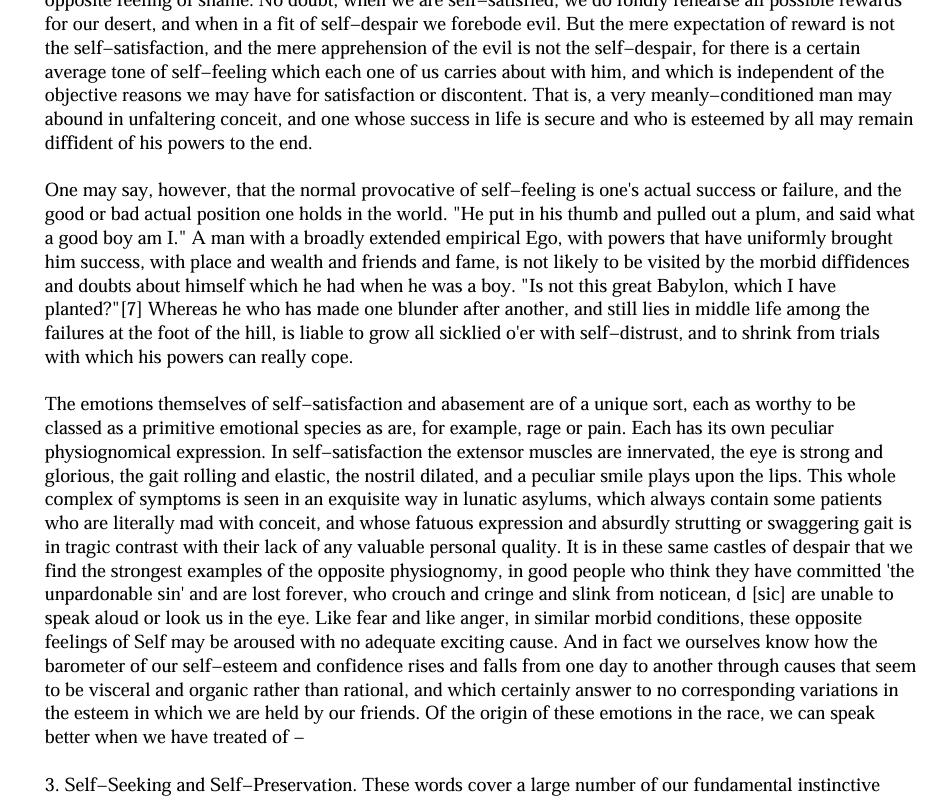 opposite feeling of shame. No doubt, when we are self−satisfied, we do fondly rehearse all possible rewards
for our desert, and when in a fit of self−despair we forebode evil. But the mere expectation of reward is not
the self−satisfaction, and the mere apprehension of the evil is not the self−despair, for there is a certain
average tone of self−feeling which each one of us carries about with him, and which is independent of the
objective reasons we may have for satisfaction or discontent. That is, a very meanly−conditioned man may
abound in unfaltering conceit, and one whose success in life is secure and who is esteemed by all may remain
diffident of his powers to the end.

One may say, however, that the normal provocative of self−feeling is one's actual success or failure, and the
good or bad actual position one holds in the world. "He put in his thumb and pulled out a plum, and said what
a good boy am I." A man with a broadly extended empirical Ego, with powers that have uniformly brought
him success, with place and wealth and friends and fame, is not likely to be visited by the morbid diffidences
and doubts about himself which he had when he was a boy. "Is not this great Babylon, which I have
planted?"[7] Whereas he who has made one blunder after another, and still lies in middle life among the
failures at the foot of the hill, is liable to grow all sicklied o'er with self−distrust, and to shrink from trials
with which his powers can really cope.

The emotions themselves of self−satisfaction and abasement are of a unique sort, each as worthy to be
classed as a primitive emotional species as are, for example, rage or pain. Each has its own peculiar
physiognomical expression. In self−satisfaction the extensor muscles are innervated, the eye is strong and
glorious, the gait rolling and elastic, the nostril dilated, and a peculiar smile plays upon the lips. This whole
complex of symptoms is seen in an exquisite way in lunatic asylums, which always contain some patients
who are literally mad with conceit, and whose fatuous expression and absurdly strutting or swaggering gait is
in tragic contrast with their lack of any valuable personal quality. It is in these same castles of despair that we
find the strongest examples of the opposite physiognomy, in good people who think they have committed 'the
unpardonable sin' and are lost forever, who crouch and cringe and slink from noticean, d [sic] are unable to
speak aloud or look us in the eye. Like fear and like anger, in similar morbid conditions, these opposite
feelings of Self may be aroused with no adequate exciting cause. And in fact we ourselves know how the
barometer of our self−esteem and confidence rises and falls from one day to another through causes that seem
to be visceral and organic rather than rational, and which certainly answer to no corresponding variations in
the esteem in which we are held by our friends. Of the origin of these emotions in the race, we can speak
better when we have treated of −

3. Self−Seeking and Self−Preservation. These words cover a large number of our fundamental instinctive